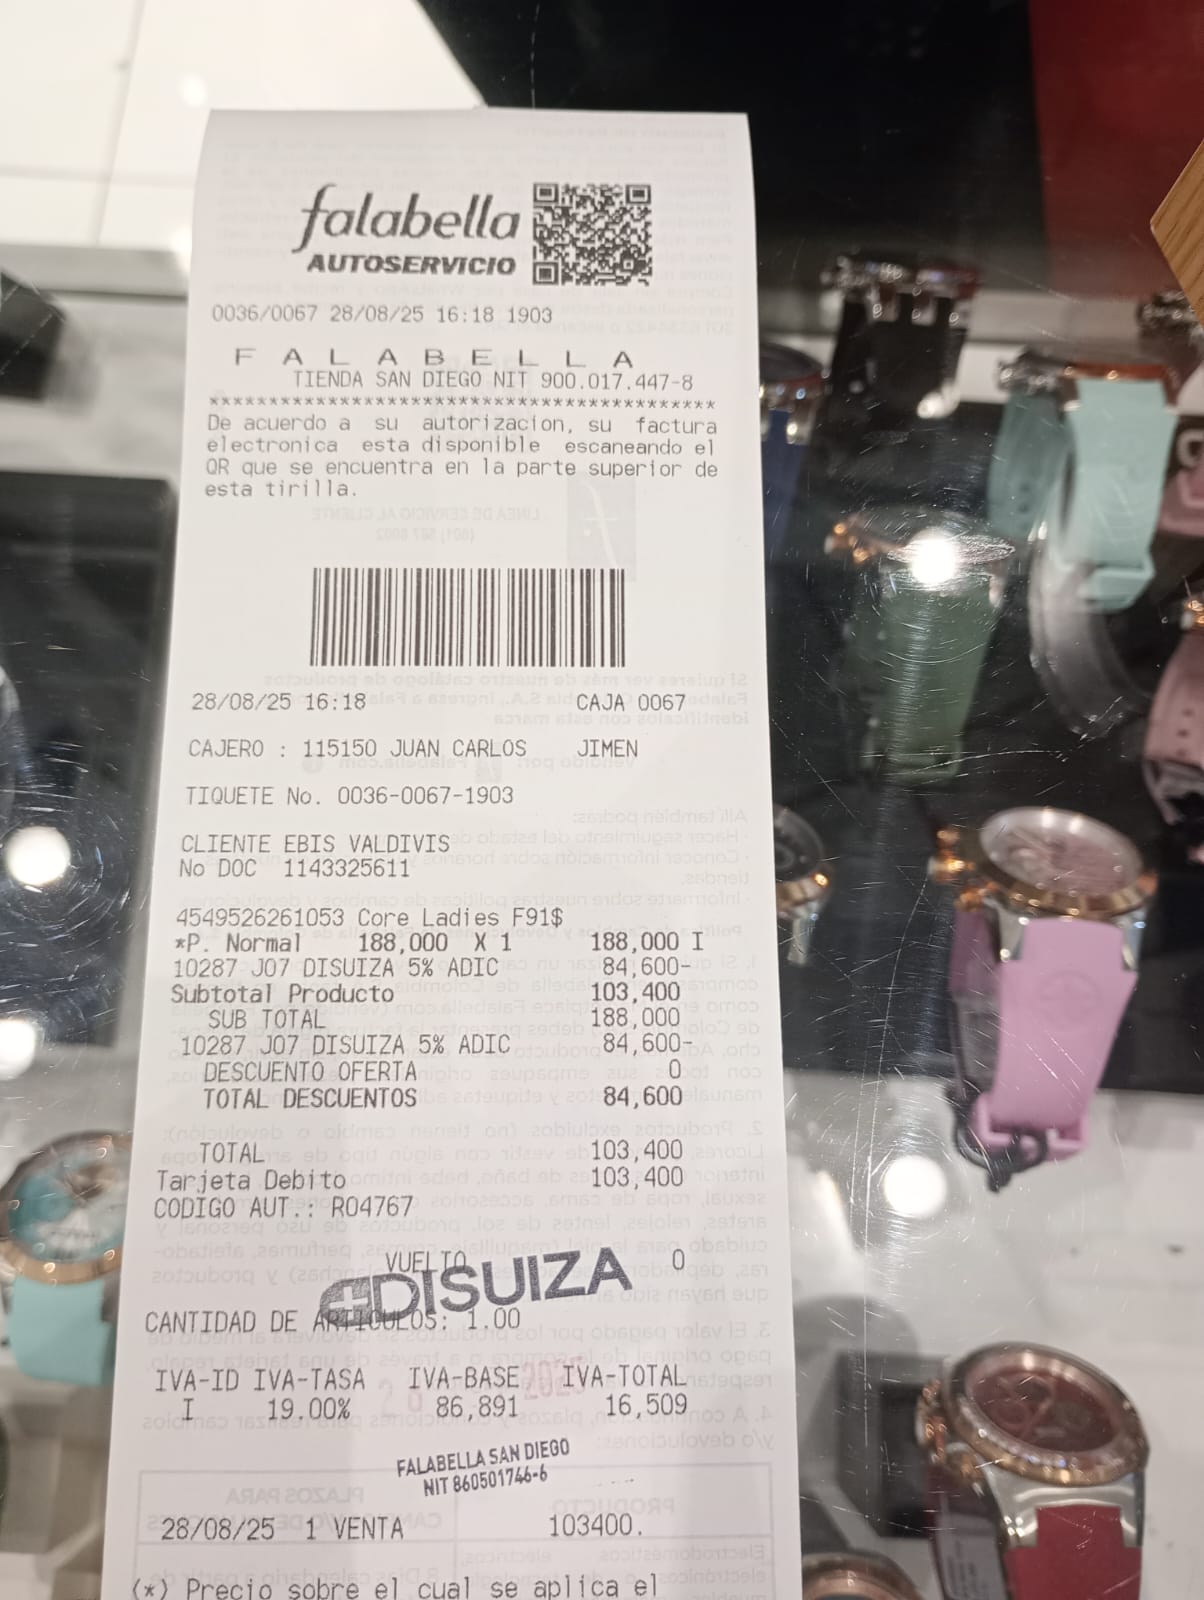 falabella
AUTOSERVICIO
0036/0067 28/08/25 16:18 1903
F A L A B E L L A
TIENDA SAN DIEGO NIT 900.017.447-8
******************************************
De acuerdo a su autorizacion, su factura
electronica esta disponible escaneando el
QR que se encuentra en la parte superior de
esta tirilla.
28/08/25 16:18 CAJA 0067
CAJERO : 115150 JUAN CARLOS JIMEN
TIQUETE No. 0036-0067-1903
CLIENTE EBIS VALDIVIS
No DOC 1143325611
4549526261053 Core Ladies F91$
*P. Normal 188,000 X 1 188,000 I
10287 J07 DISUIZA 5% ADIC 84,600-
Subtotal Producto 103,400
SUB TOTAL 188,000
10287 J07 DISUIZA 5% ADIC 84,600-
DESCUENTO OFERTA 0
TOTAL DESCUENTOS 84,600
TOTAL 103,400
Tarjeta Debito 103,400
CODIGO AUT.: R04767
VUELTO 0
DISUIZA
CANTIDAD DE ARTICULOS: 1.00
IVA-ID IVA-TASA IVA-BASE IVA-TOTAL
I 19.00% 86,891 16,509
FALABELLA SAN DIEGO
NIT 860501746-6
28/08/25 1 VENTA 103400.
(*) Precio sobre el cual se aplica el